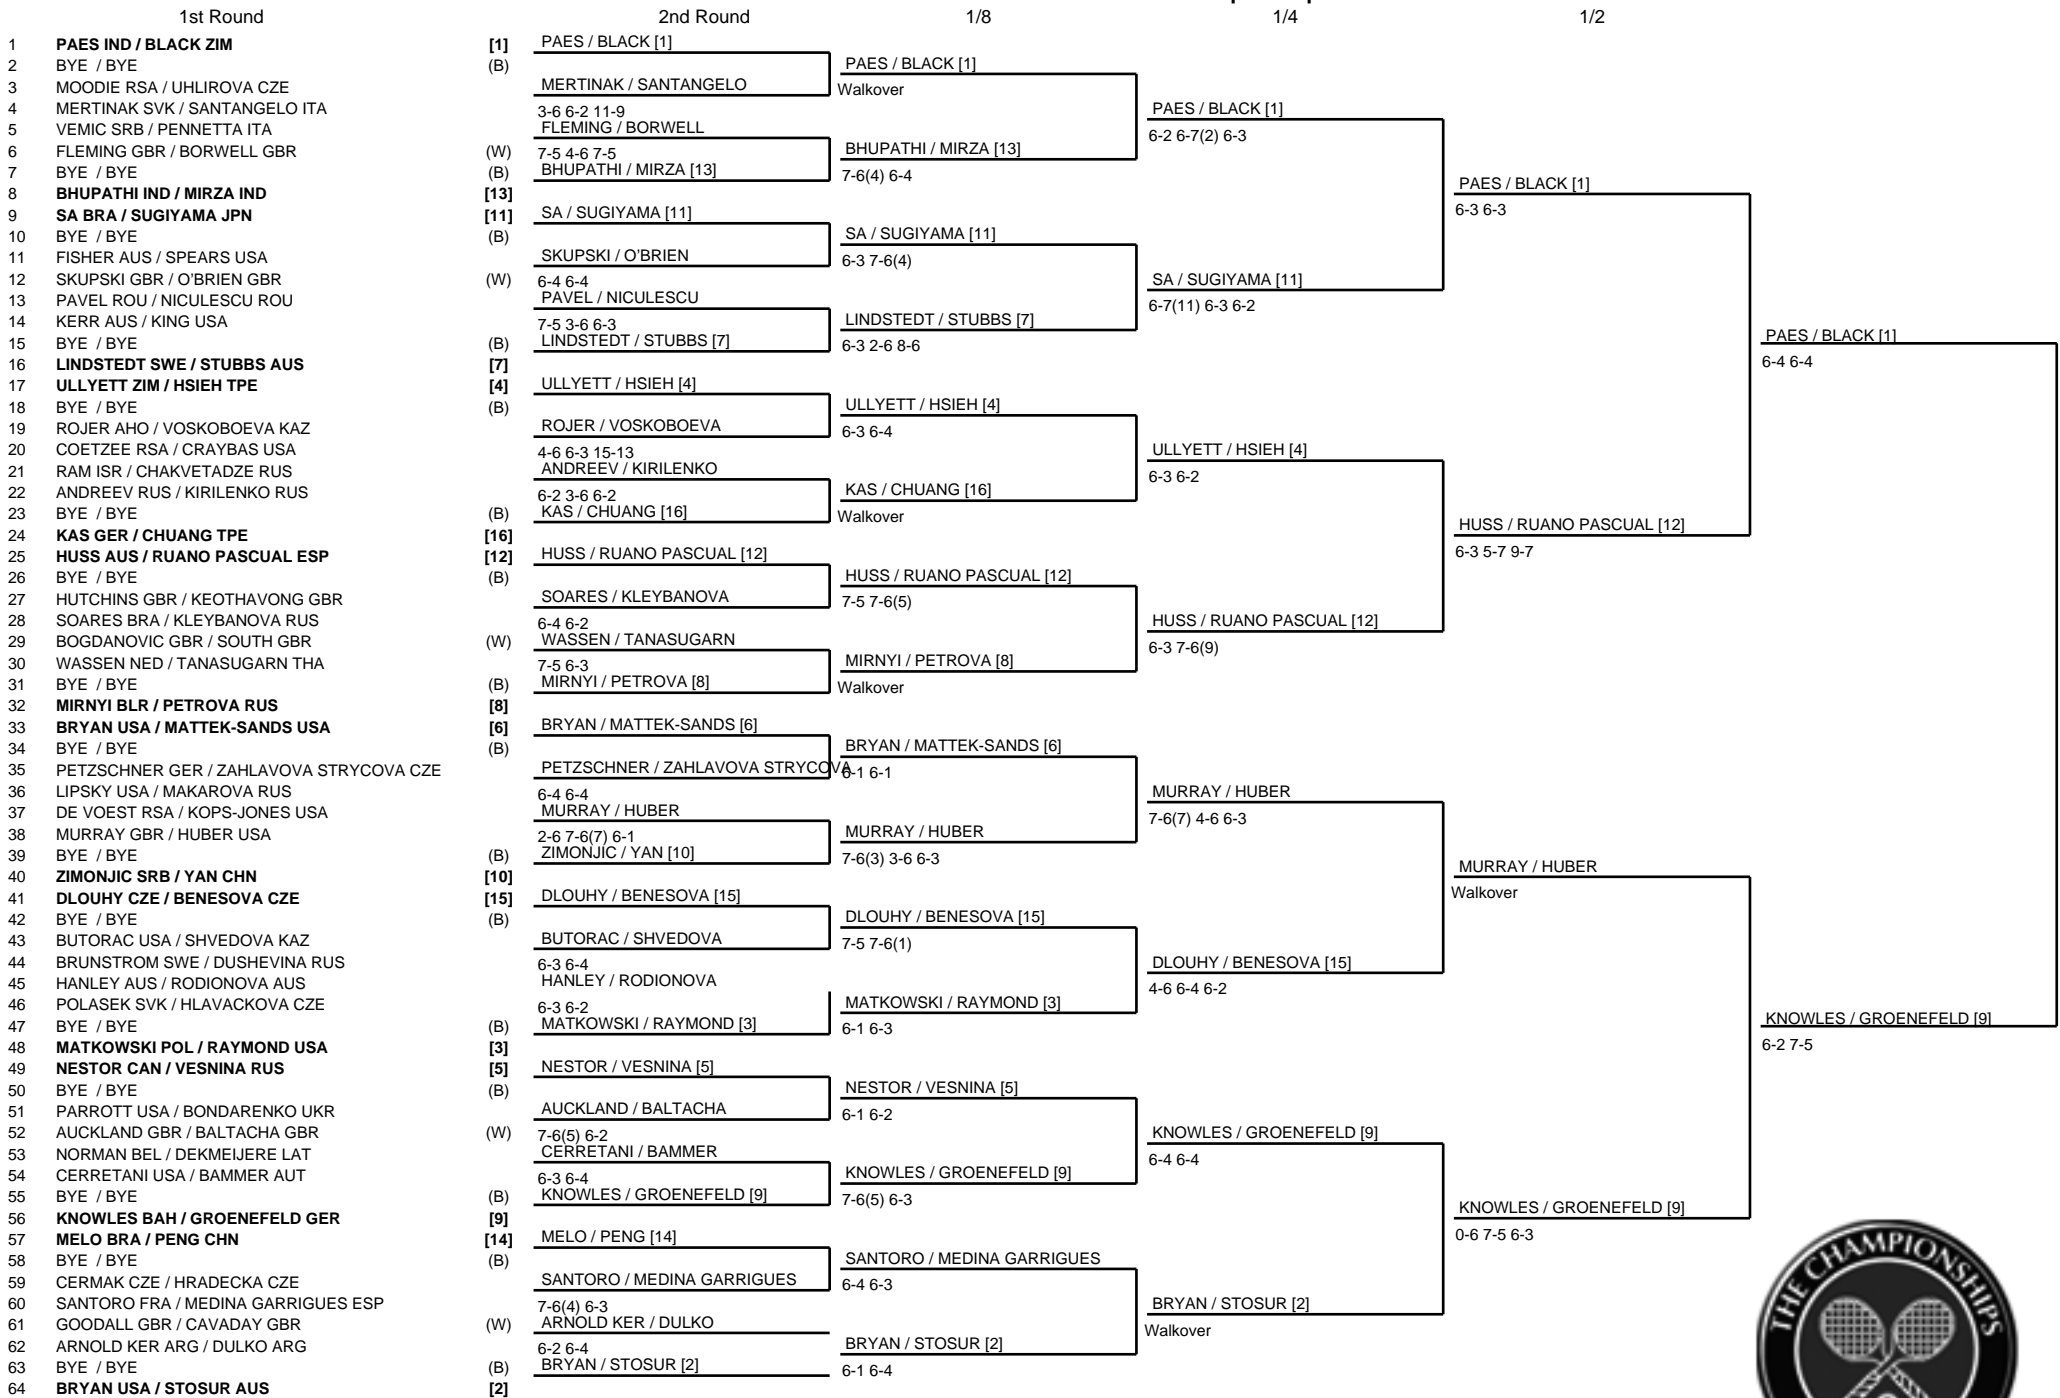 1st Round 2nd Round 1/8 1/4 1/2
1 PAES IND / BLACK ZIM [1]
2 BYE / BYE (B)
3 MOODIE RSA / UHLIROVA CZE
4 MERTINAK SVK / SANTANGELO ITA
5 VEMIC SRB / PENNETTA ITA
6 FLEMING GBR / BORWELL GBR (W)
7 BYE / BYE (B)
8 BHUPATHI IND / MIRZA IND [13]
9 SA BRA / SUGIYAMA JPN [11]
10 BYE / BYE (B)
11 FISHER AUS / SPEARS USA
12 SKUPSKI GBR / O'BRIEN GBR (W)
13 PAVEL ROU / NICULESCU ROU
14 KERR AUS / KING USA
15 BYE / BYE (B)
16 LINDSTEDT SWE / STUBBS AUS [7]
17 ULLYETT ZIM / HSIEH TPE [4]
18 BYE / BYE (B)
19 ROJER AHO / VOSKOBOEVA KAZ
20 COETZEE RSA / CRAYBAS USA
21 RAM ISR / CHAKVETADZE RUS
22 ANDREEV RUS / KIRILENKO RUS
23 BYE / BYE (B)
24 KAS GER / CHUANG TPE [16]
25 HUSS AUS / RUANO PASCUAL ESP [12]
26 BYE / BYE (B)
27 HUTCHINS GBR / KEOTHAVONG GBR
28 SOARES BRA / KLEYBANOVA RUS
29 BOGDANOVIC GBR / SOUTH GBR (W)
30 WASSEN NED / TANASUGARN THA
31 BYE / BYE (B)
32 MIRNYI BLR / PETROVA RUS [8]
33 BRYAN USA / MATTEK-SANDS USA [6]
34 BYE / BYE (B)
35 PETZSCHNER GER / ZAHLAVOVA STRYCOVA CZE
36 LIPSKY USA / MAKAROVA RUS
37 DE VOEST RSA / KOPS-JONES USA
38 MURRAY GBR / HUBER USA
39 BYE / BYE (B)
40 ZIMONJIC SRB / YAN CHN [10]
41 DLOUHY CZE / BENESOVA CZE [15]
42 BYE / BYE (B)
43 BUTORAC USA / SHVEDOVA KAZ
44 BRUNSTROM SWE / DUSHEVINA RUS
45 HANLEY AUS / RODIONOVA AUS
46 POLASEK SVK / HLAVACKOVA CZE
47 BYE / BYE (B)
48 MATKOWSKI POL / RAYMOND USA [3]
49 NESTOR CAN / VESNINA RUS [5]
50 BYE / BYE (B)
51 PARROTT USA / BONDARENKO UKR
52 AUCKLAND GBR / BALTACHA GBR (W)
53 NORMAN BEL / DEKMEIJERE LAT
54 CERRETANI USA / BAMMER AUT
55 BYE / BYE (B)
56 KNOWLES BAH / GROENEFELD GER [9]
57 MELO BRA / PENG CHN [14]
58 BYE / BYE (B)
59 CERMAK CZE / HRADECKA CZE
60 SANTORO FRA / MEDINA GARRIGUES ESP
61 GOODALL GBR / CAVADAY GBR (W)
62 ARNOLD KER ARG / DULKO ARG
63 BYE / BYE (B)
64 BRYAN USA / STOSUR AUS [2]
PAES / BLACK [1]
MERTINAK / SANTANGELO
3-6 6-2 11-9
FLEMING / BORWELL
7-5 4-6 7-5
BHUPATHI / MIRZA [13]
SA / SUGIYAMA [11]
SKUPSKI / O'BRIEN
6-4 6-4
PAVEL / NICULESCU
7-5 3-6 6-3
LINDSTEDT / STUBBS [7]
ULLYETT / HSIEH [4]
ROJER / VOSKOBOEVA
4-6 6-3 15-13
ANDREEV / KIRILENKO
6-2 3-6 6-2
KAS / CHUANG [16]
HUSS / RUANO PASCUAL [12]
SOARES / KLEYBANOVA
6-4 6-2
WASSEN / TANASUGARN
7-5 6-3
MIRNYI / PETROVA [8]
BRYAN / MATTEK-SANDS [6]
PETZSCHNER / ZAHLAVOVA STRYCOVA
6-4 6-4
MURRAY / HUBER
2-6 7-6(7) 6-1
ZIMONJIC / YAN [10]
DLOUHY / BENESOVA [15]
BUTORAC / SHVEDOVA
6-3 6-4
HANLEY / RODIONOVA
6-3 6-2
MATKOWSKI / RAYMOND [3]
NESTOR / VESNINA [5]
AUCKLAND / BALTACHA
7-6(5) 6-2
CERRETANI / BAMMER
6-3 6-4
KNOWLES / GROENEFELD [9]
MELO / PENG [14]
SANTORO / MEDINA GARRIGUES
7-6(4) 6-3
ARNOLD KER / DULKO
6-2 6-4
BRYAN / STOSUR [2]
PAES / BLACK [1]
Walkover
BHUPATHI / MIRZA [13]
7-6(4) 6-4
SA / SUGIYAMA [11]
6-3 7-6(4)
LINDSTEDT / STUBBS [7]
6-3 2-6 8-6
ULLYETT / HSIEH [4]
6-3 6-4
KAS / CHUANG [16]
Walkover
HUSS / RUANO PASCUAL [12]
7-5 7-6(5)
MIRNYI / PETROVA [8]
Walkover
BRYAN / MATTEK-SANDS [6]
6-1 6-1
MURRAY / HUBER
7-6(3) 3-6 6-3
DLOUHY / BENESOVA [15]
7-5 7-6(1)
MATKOWSKI / RAYMOND [3]
6-1 6-3
NESTOR / VESNINA [5]
6-1 6-2
KNOWLES / GROENEFELD [9]
7-6(5) 6-3
SANTORO / MEDINA GARRIGUES
6-4 6-3
BRYAN / STOSUR [2]
6-1 6-4
PAES / BLACK [1]
6-2 6-7(2) 6-3
SA / SUGIYAMA [11]
6-7(11) 6-3 6-2
ULLYETT / HSIEH [4]
6-3 6-2
HUSS / RUANO PASCUAL [12]
6-3 7-6(9)
MURRAY / HUBER
7-6(7) 4-6 6-3
DLOUHY / BENESOVA [15]
4-6 6-4 6-2
KNOWLES / GROENEFELD [9]
6-4 6-4
BRYAN / STOSUR [2]
Walkover
PAES / BLACK [1]
6-3 6-3
HUSS / RUANO PASCUAL [12]
6-3 5-7 9-7
MURRAY / HUBER
Walkover
KNOWLES / GROENEFELD [9]
0-6 7-5 6-3
PAES / BLACK [1]
6-4 6-4
KNOWLES / GROENEFELD [9]
6-2 7-5
THE CHAMPIONSHIPS